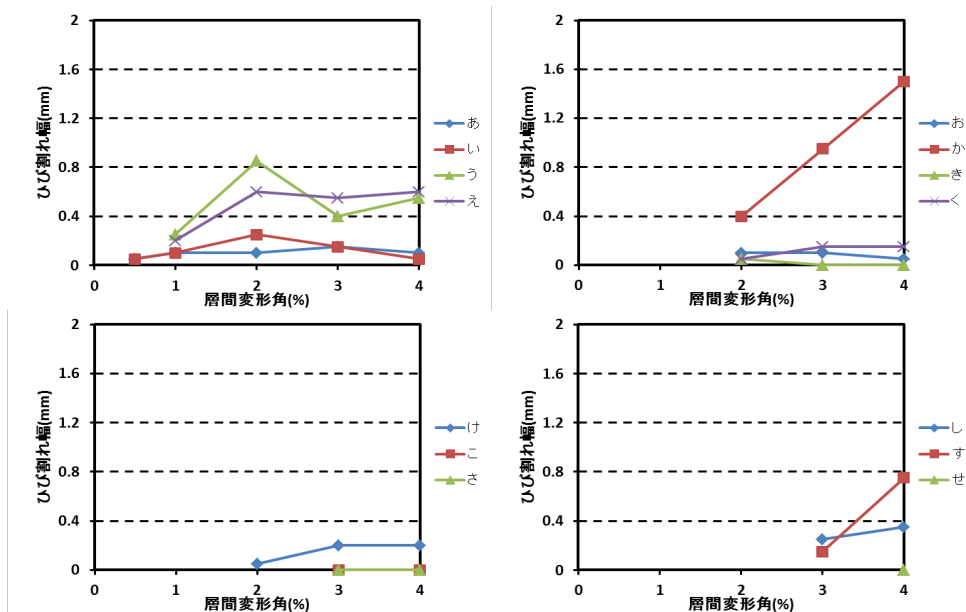 2
1.6
1.2
0.8
0.4
0
ひび割れ幅(mm)
0 1 2 3 4
層間変形角(%)
あ
い
う
え
2
1.6
1.2
0.8
0.4
0
ひび割れ幅(mm)
0 1 2 3 4
層間変形角(%)
お
か
き
く
2
1.6
1.2
0.8
0.4
0
ひび割れ幅(mm)
0 1 2 3 4
層間変形角(%)
け
こ
さ
2
1.6
1.2
0.8
0.4
0
ひび割れ幅(mm)
0 1 2 3 4
層間変形角(%)
し
す
せ